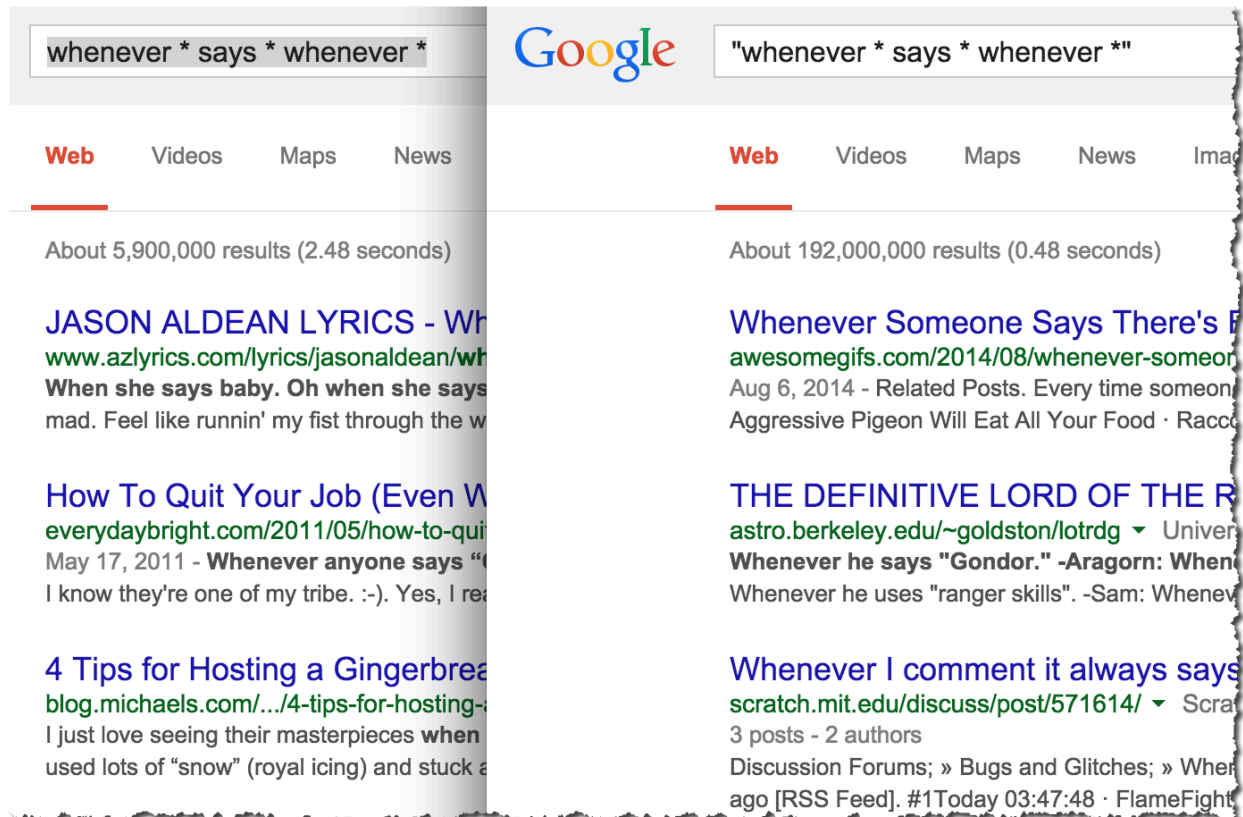 whenever * says * whenever *
Web Videos Maps News
About 5,900,000 results (2.48 seconds)
JASON ALDEAN LYRICS - Wh
www.azlyrics.com/lyrics/jasonaldean/wh
When she says baby. Oh when she says
mad. Feel like runnin' my fist through the w
How To Quit Your Job (Even W
everydaybright.com/2011/05/how-to-qui
May 17, 2011 - Whenever anyone says “
I know they're one of my tribe. :-). Yes, I rea
4 Tips for Hosting a Gingerbrea
blog.michaels.com/.../4-tips-for-hosting-
I just love seeing their masterpieces when
used lots of “snow” (royal icing) and stuck a
Google
"whenever * says * whenever *"
Web Videos Maps News Imag
About 192,000,000 results (0.48 seconds)
Whenever Someone Says There's
awesomegifs.com/2014/08/whenever-someon
Aug 6, 2014 - Related Posts. Every time someon
Aggressive Pigeon Will Eat All Your Food · Racco
THE DEFINITIVE LORD OF THE R
astro.berkeley.edu/~goldston/lotrdg Univers
Whenever he says "Gondor." -Aragorn: When
Whenever he uses "ranger skills". -Sam: Whenev
Whenever I comment it always says
scratch.mit.edu/discuss/post/571614/ Scra
3 posts - 2 authors
Discussion Forums; » Bugs and Glitches; » When
ago [RSS Feed]. #1Today 03:47:48 · FlameFight